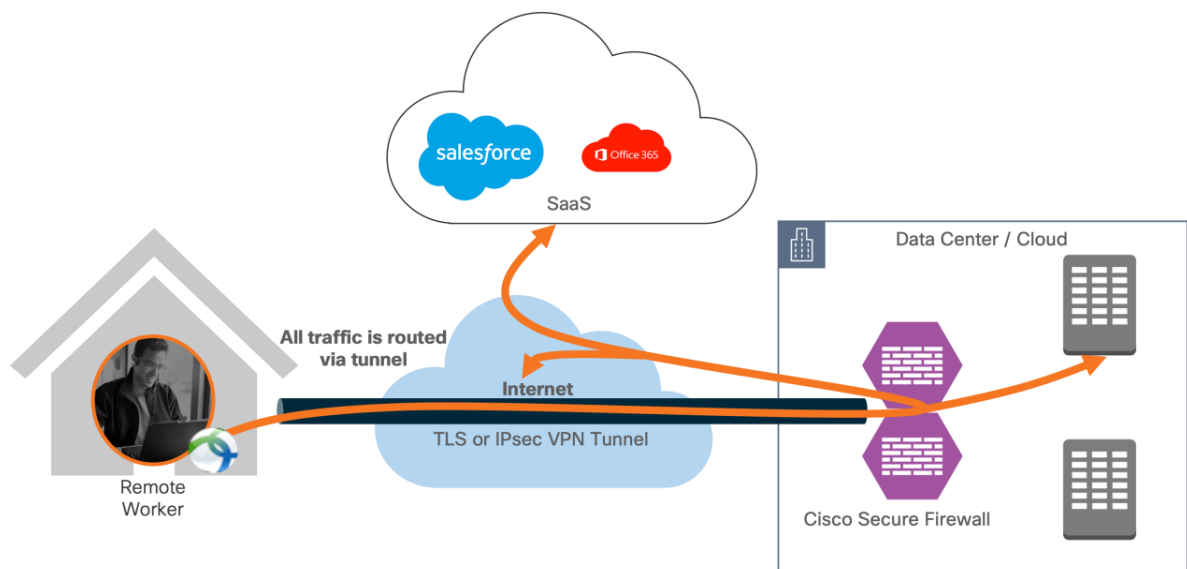 salesforce
Office 365
SaaS
Data Center / Cloud
All traffic is routed
via tunnel
Internet
TLS or IPsec VPN Tunnel
Remote
Worker
Cisco Secure Firewall